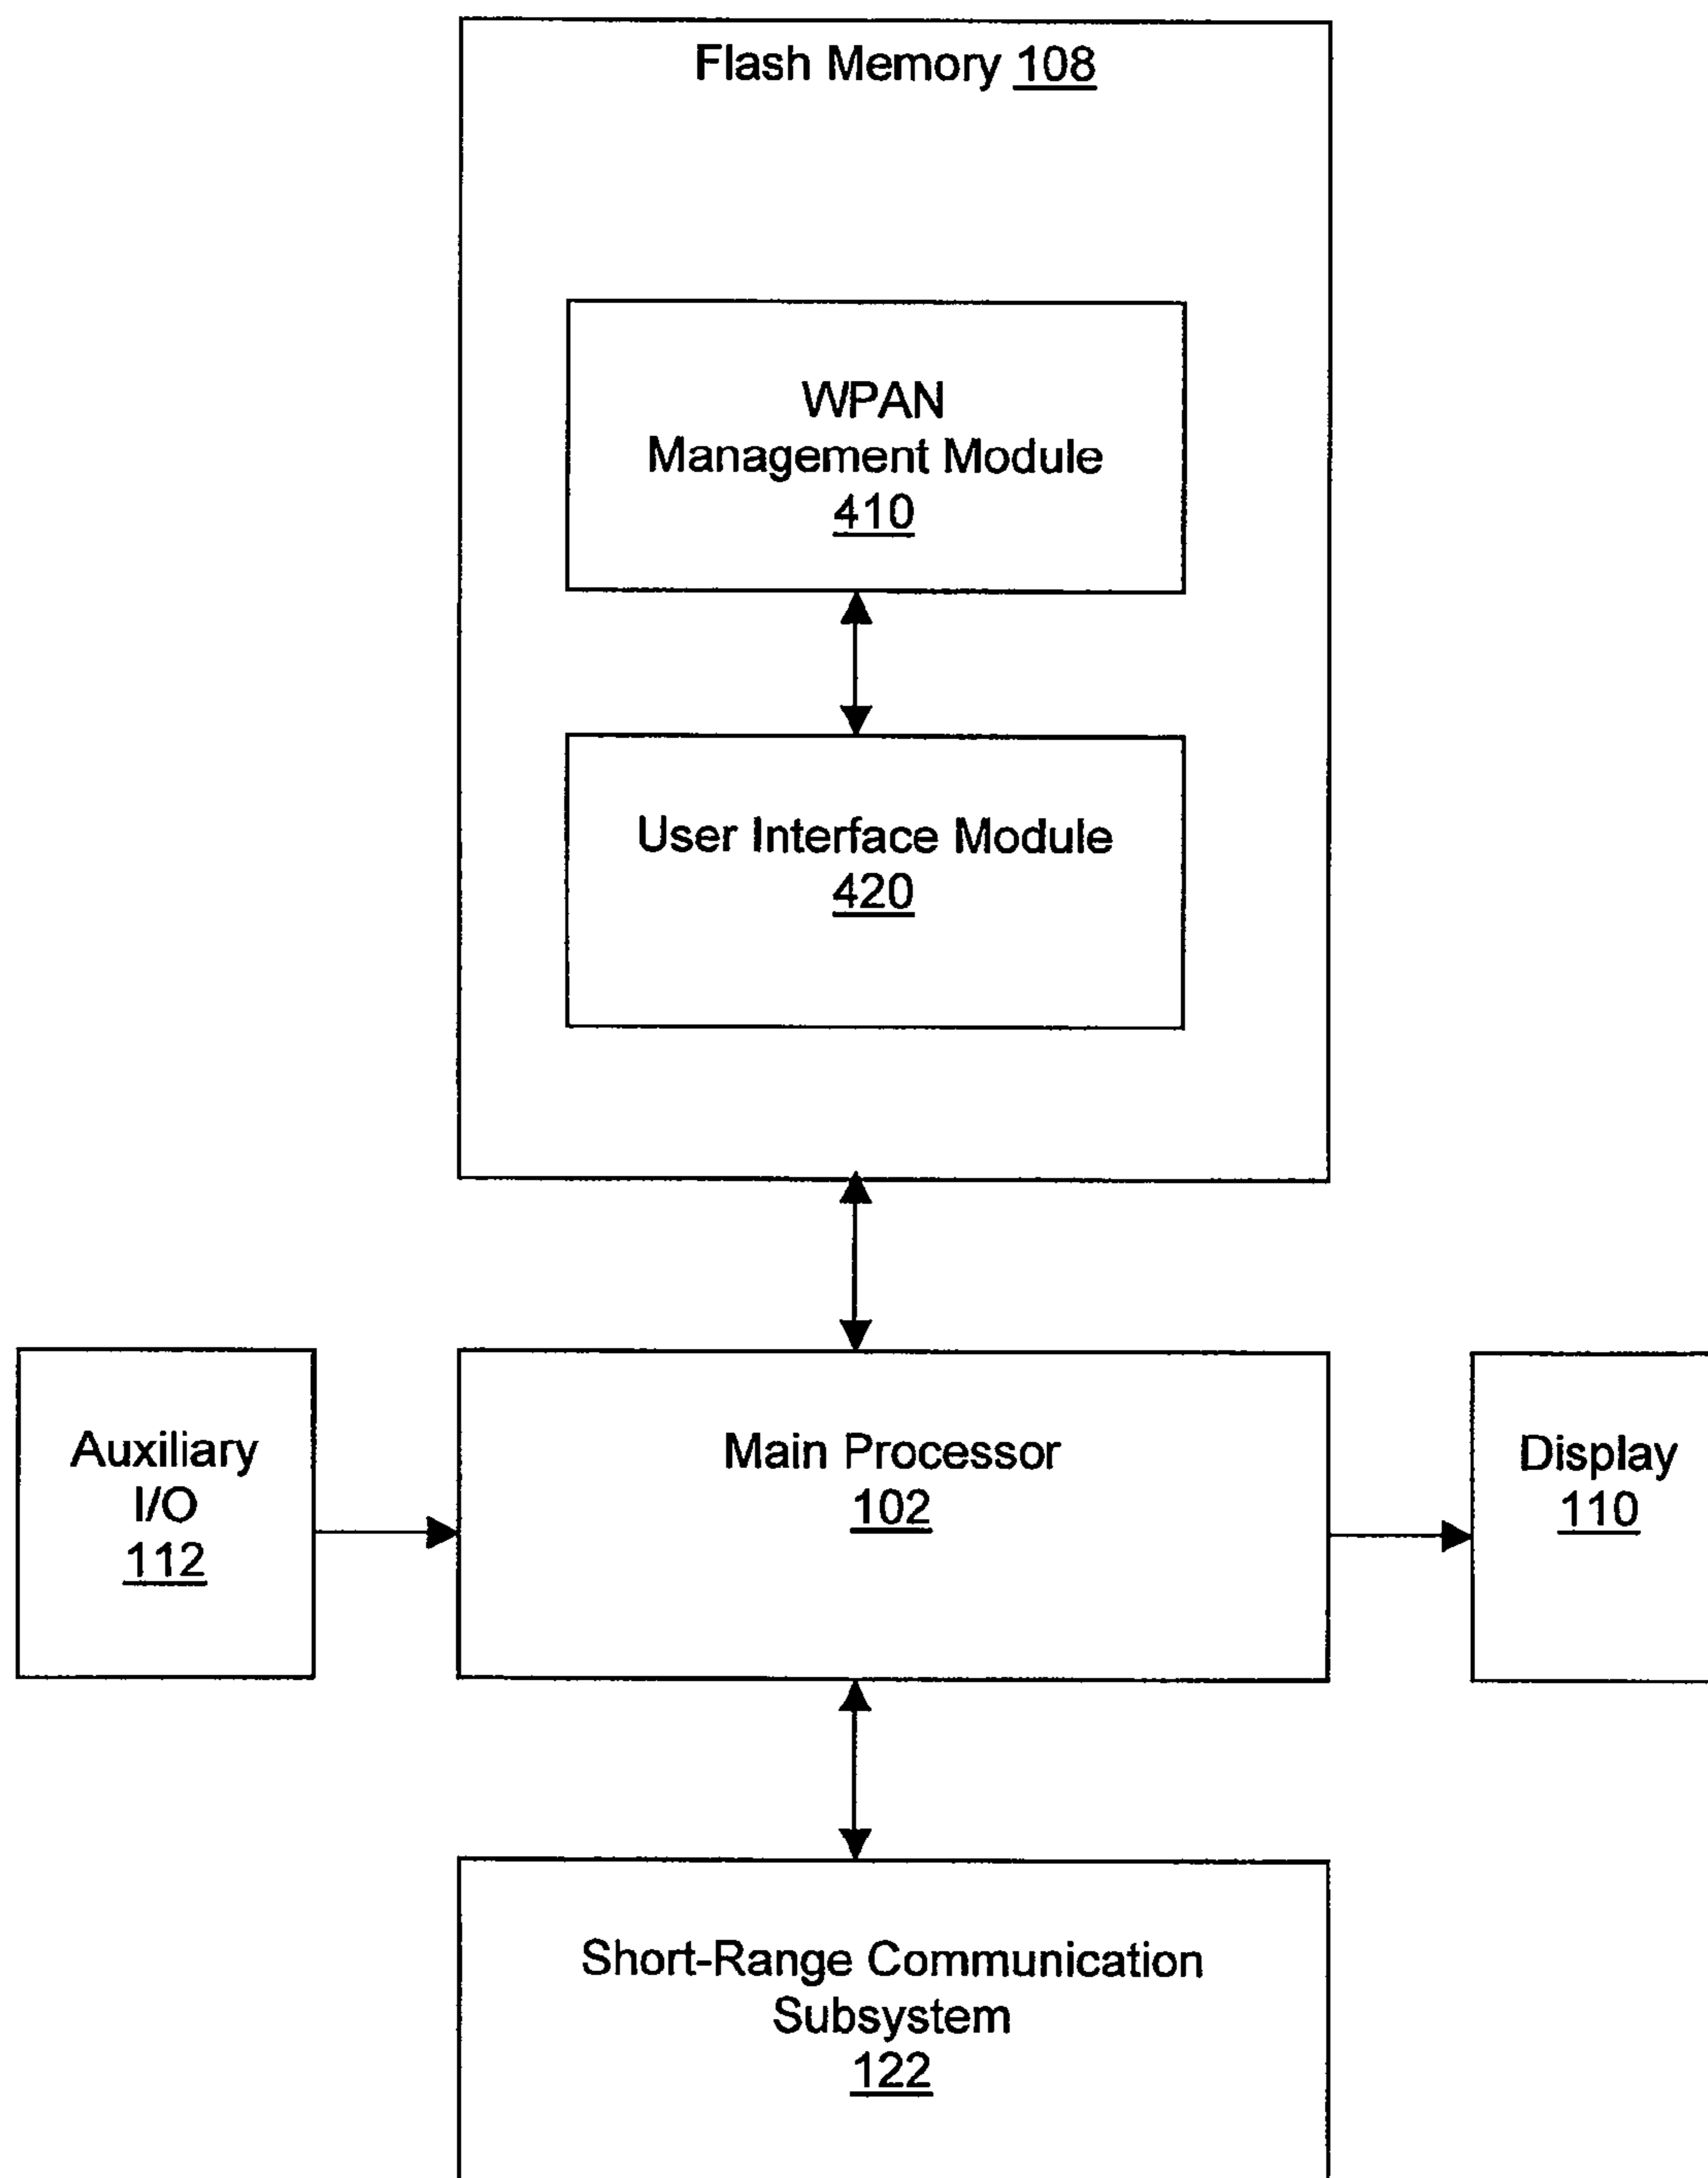 Flash Memory 108
WPAN
Management Module
410
User Interface Module
420
Auxiliary
I/O
112
Main Processor
102
Display
110
Short-Range Communication
Subsystem
122